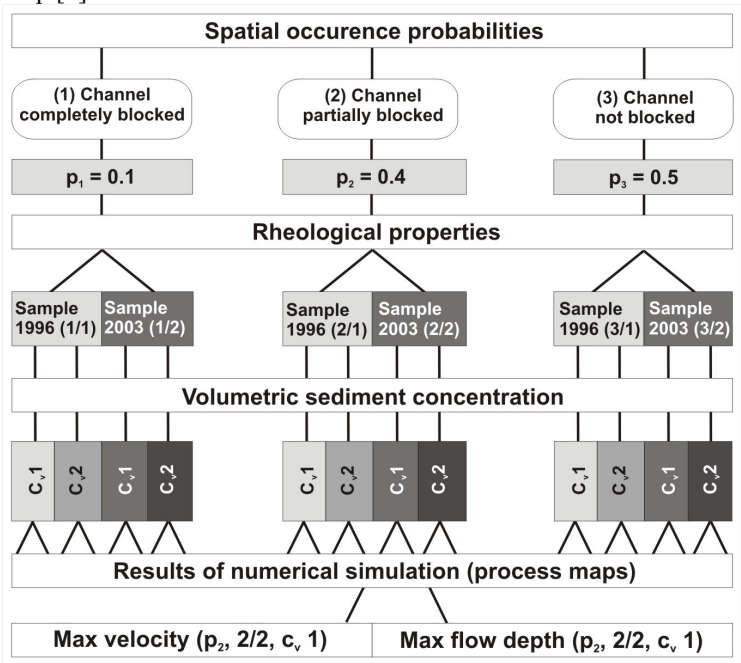 Spatial occurence probabilities
(1) Channel
completely blocked
(2) Channel
partially blocked
(3) Channel
not blocked
p₁ = 0.1
p₂ = 0.4
p₃ = 0.5
Rheological properties
Sample
1996 (1/1)
Sample
2003 (1/2)
Sample
1996 (2/1)
Sample
2003 (2/2)
Sample
1996 (3/1)
Sample
2003 (3/2)
Volumetric sediment concentration
Cᵥ1
Cᵥ2
Cᵥ1
Cᵥ2
Cᵥ1
Cᵥ2
Cᵥ1
Cᵥ2
Cᵥ1
Cᵥ2
Cᵥ1
Cᵥ2
Results of numerical simulation (process maps)
Max velocity (p₂, 2/2, cᵥ 1)
Max flow depth (p₂, 2/2, cᵥ 1)